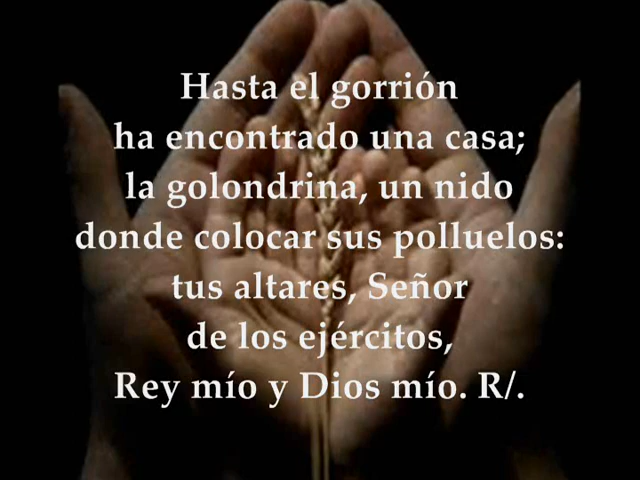 Hasta el gorrión
ha encontrado una casa;
la golondrina, un nido
donde colocar sus polluelos:
tus altares, Señor
de los ejércitos,
Rey mío y Dios mío. R/.